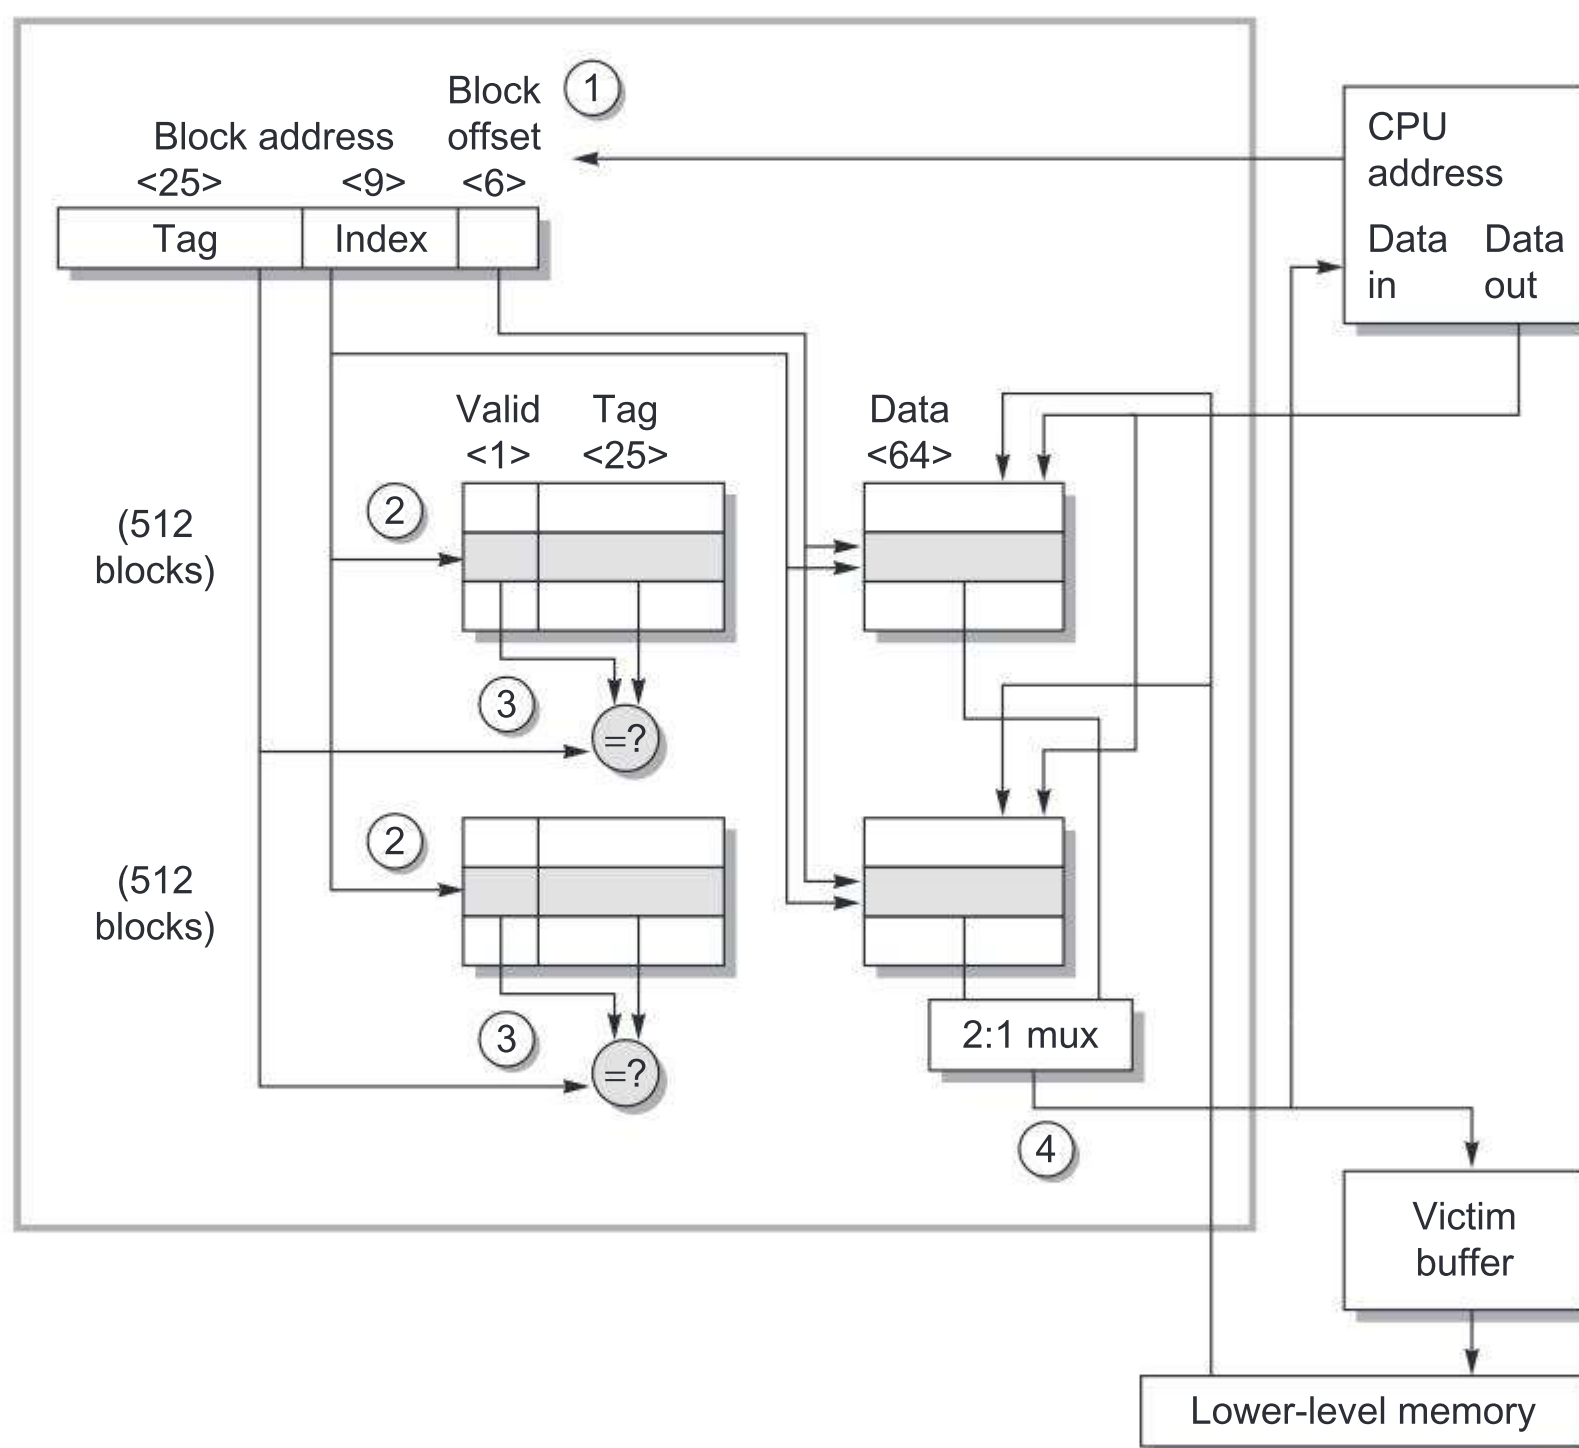 Block
①
Block address
offset
<25>
<9>
<6>
Tag
Index
CPU
address
Data
in
Data
out
Valid
<1>
Tag
<25>
Data
<64>
(512
blocks)
②
③
=?
(512
blocks)
②
③
=?
2:1 mux
④
Victim
buffer
Lower-level memory